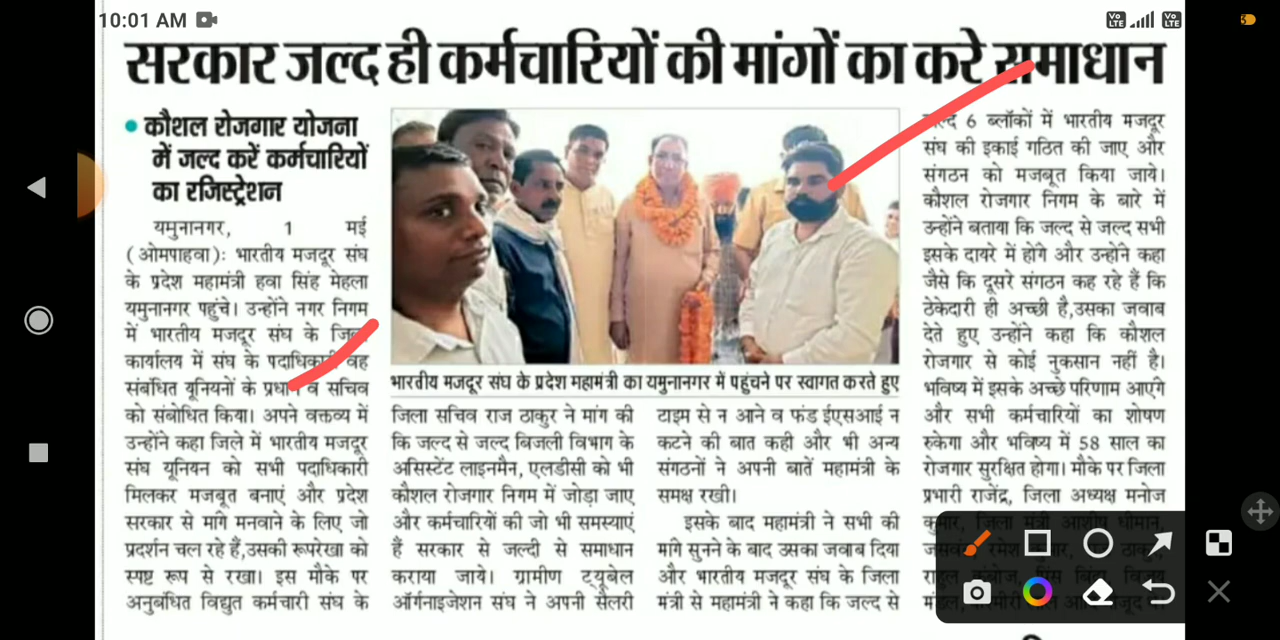 10:01 AM
सरकार जल्द ही कर्मचारियों की मांगों का करे समाधान
कौशल रोजगार योजना
में जल्द करें कर्मचारियों
का रजिस्ट्रेशन
यमुनानगर, 1 मई
(ओमपाहवा): भारतीय मजदूर संघ
के प्रदेश महामंत्री हवा सिंह मेहला
यमुनानगर पहुंचे। उन्होंने नगर निगम
में भारतीय मजदूर संघ के जिला
कार्यालय में संघ के पदाधिकारी वह
संबंधित यूनियनों के प्रधान व सचिव
को संबोधित किया। अपने वक्तव्य में
उन्होंने कहा जिले में भारतीय मजदूर
संघ यूनियन को सभी पदाधिकारी
मिलकर मजबूत बनाएं और प्रदेश
सरकार से मांगे मनवाने के लिए जो
प्रदर्शन चल रहे हैं,उसकी रूपरेखा को
स्पष्ट रूप से रखा। इस मौके पर
अनुबंधित विद्युत कर्मचारी संघ के
भारतीय मजदूर संघ के प्रदेश महामंत्री का यमुनानगर में पहुंचने पर स्वागत करते हुए
जिला सचिव राज ठाकुर ने मांग की
कि जल्द से जल्द बिजली विभाग के
असिस्टेंट लाइनमैन, एलडीसी को भी
कौशल रोजगार निगम में जोड़ा जाए
और कर्मचारियों की जो भी समस्याएं
हैं सरकार से जल्दी से समाधान
कराया जाये। ग्रामीण ट्यूबेल
ऑर्गनाइजेशन संघ ने अपनी सैलरी
टाइम से न आने व फंड ईएसआई न
कटने की बात कही और भी अन्य
संगठनों ने अपनी बातें महामंत्री के
समक्ष रखी।
इसके बाद महामंत्री ने सभी की
मांगे सुनने के बाद उसका जवाब दिया
और भारतीय मजदूर संघ के जिला
मंत्री से महामंत्री ने कहा कि जल्द से
जल्द 6 ब्लॉकों में भारतीय मजदूर
संघ की इकाई गठित की जाए और
संगठन को मजबूत किया जाये।
कौशल रोजगार निगम के बारे में
उन्होंने बताया कि जल्द से जल्द सभी
इसके दायरे में होगे और उन्होंने कहा
जैसे कि दूसरे संगठन कह रहे हैं कि
ठेकेदारी ही अच्छी है,उसका जवाब
देते हुए उन्होंने कहा कि कौशल
रोजगार से कोई नुकसान नहीं है।
भविष्य में इसके अच्छे परिणाम आएगे
और सभी कर्मचारियों का शोषण
रुकेगा और भविष्य में 58 साल का
रोजगार सुरक्षित होगा। मौके पर जिला
प्रभारी राजेंद्र, जिला अध्यक्ष मनोज
कुमार, जिला मंत्री आशीष धीमान,